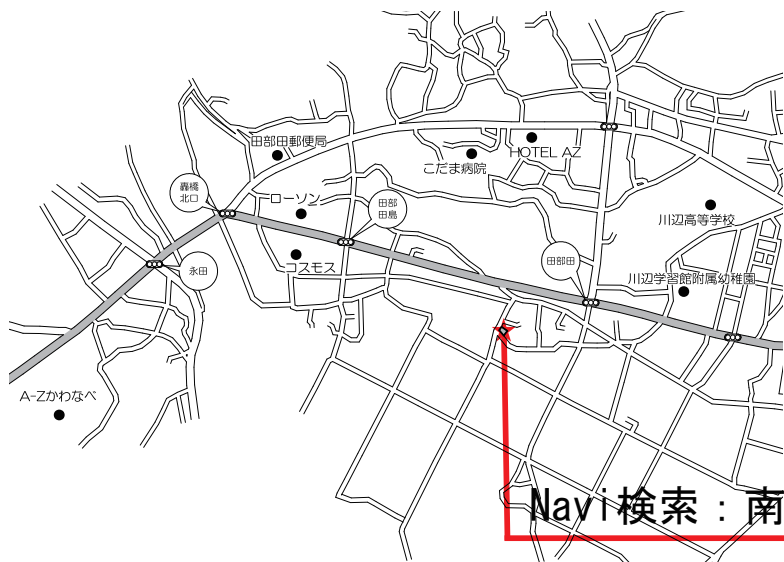 田部田郵便局
こだま病院
HOTEL AZ
轟橋
北口
ローソン
田部
田島
川辺高等学校
永田
コスモス
田部田
川辺学習館附属幼稚園
A-Zかわなべ
Navi検索：南